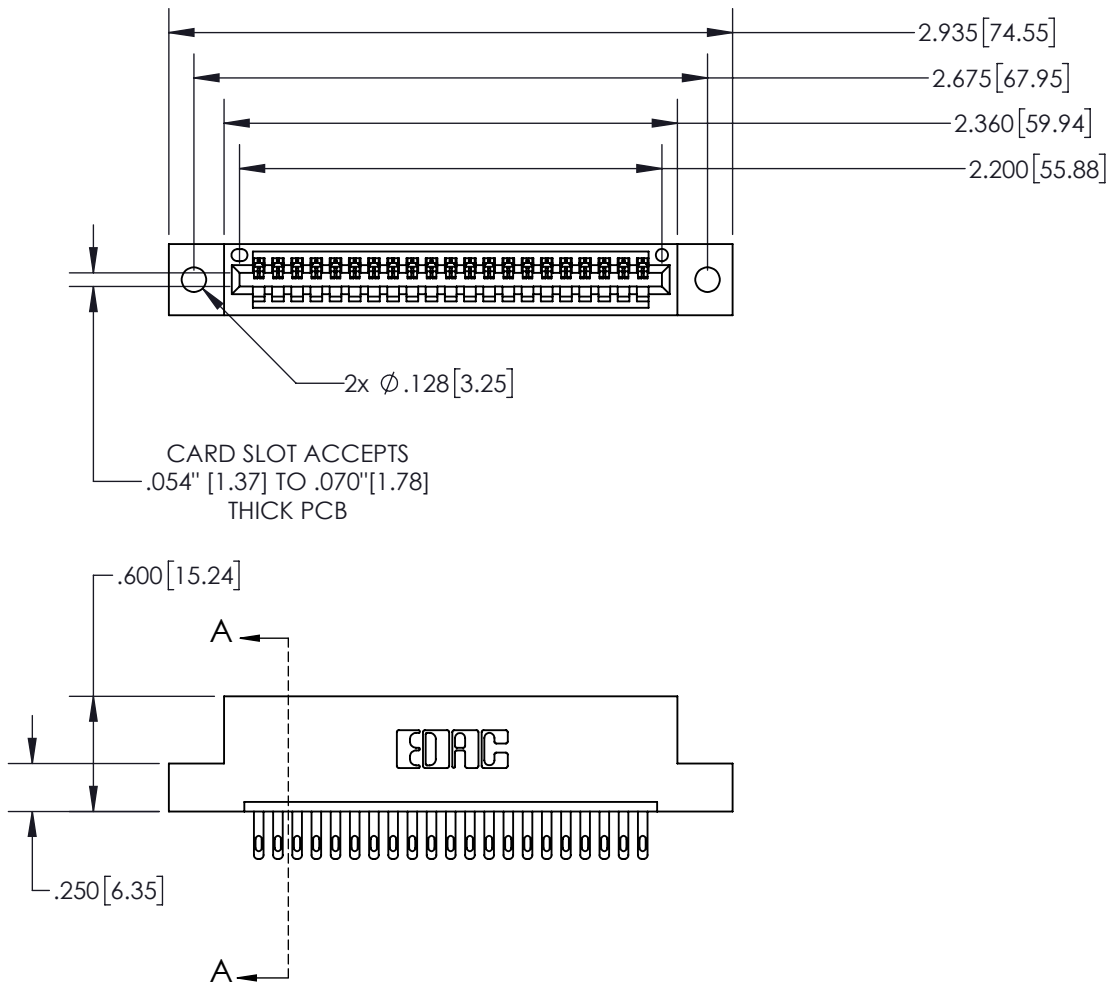 2.935[74.55]
2.675[67.95]
2.360[59.94]
2.200[55.88]
2x ∅.128[3.25]
CARD SLOT ACCEPTS
.054" [1.37] TO .070"[1.78]
THICK PCB
.600[15.24]
A
EDAC
.250[6.35]
A